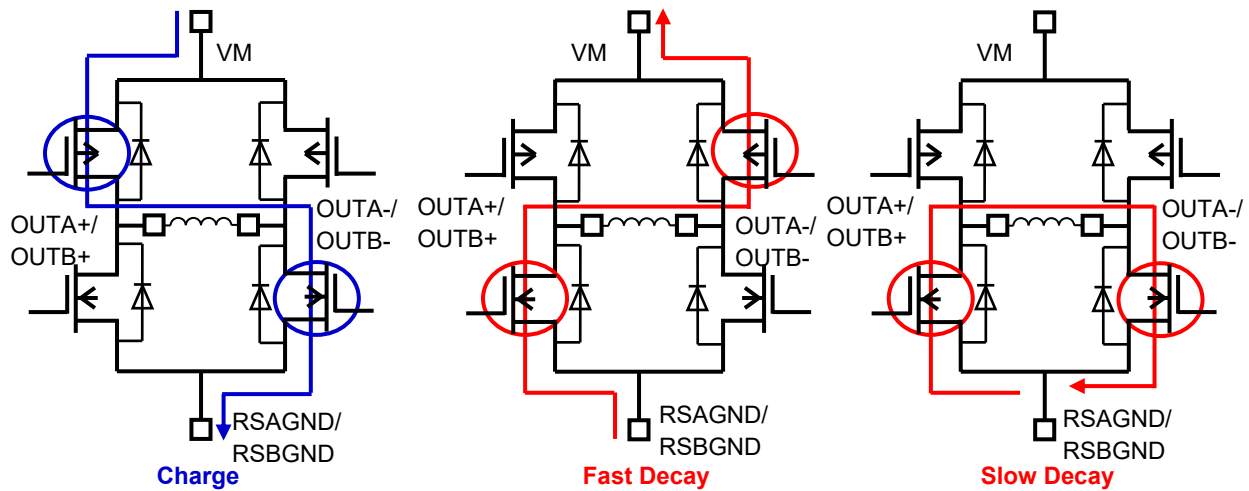 VM
OUTA+/
OUTB+
OUTA-/
OUTB-
RSAGND/
RSBGND
Charge
VM
OUTA+/
OUTB+
OUTA-/
OUTB-
RSAGND/
RSBGND
Fast Decay
VM
OUTA+/
OUTB+
OUTA-/
OUTB-
RSAGND/
RSBGND
Slow Decay